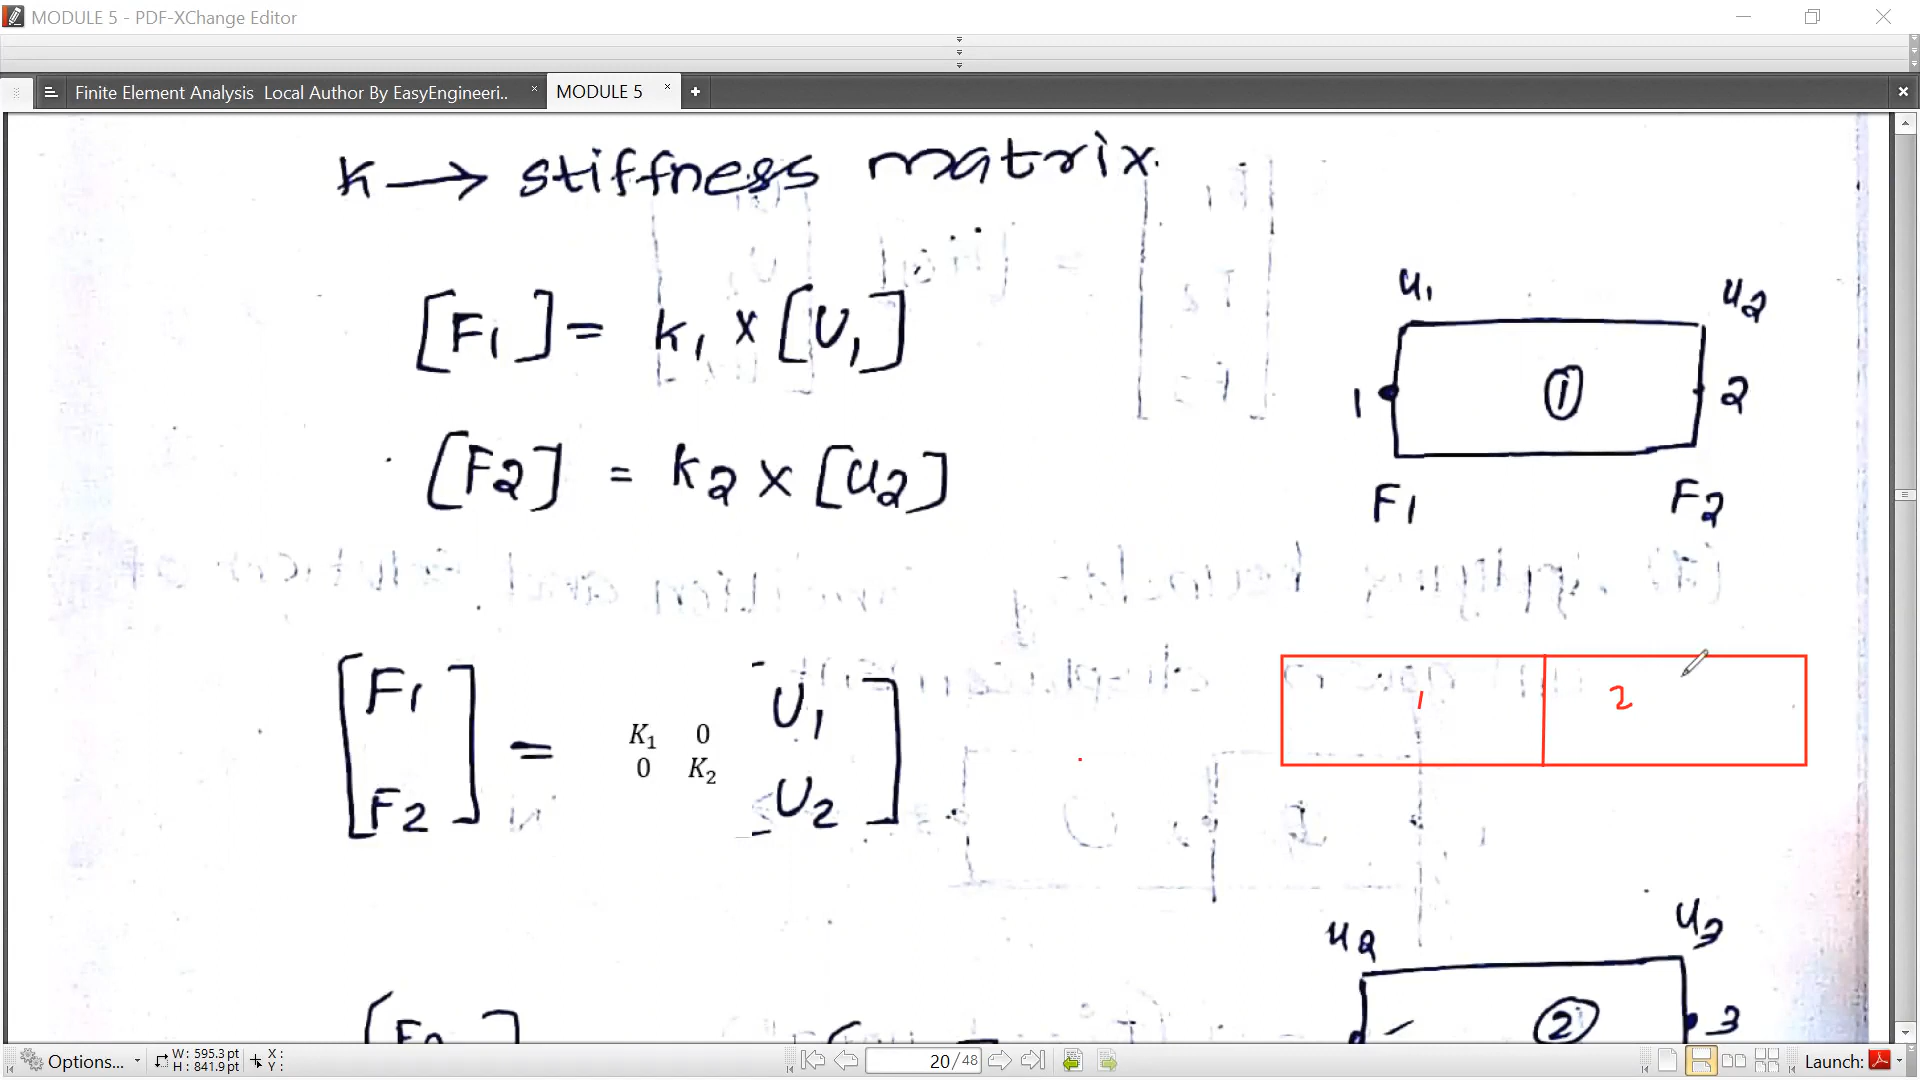 MODULE 5 - PDF-XChange Editor
Finite Element Analysis Local Author By EasyEngineeri..
MODULE 5
K → stiffness matrix.
[F1] = K1 × [U1]
[F2] = K2 × [U2]
U1 U2
1 ① 2
F1 F2
F1 = K1 0 U1
F2 0 K2 U2
1 2
U2 U3
② 3
Options...
W: 595.3 pt
H: 841.9 pt
X:
Y:
20 / 48
Launch: